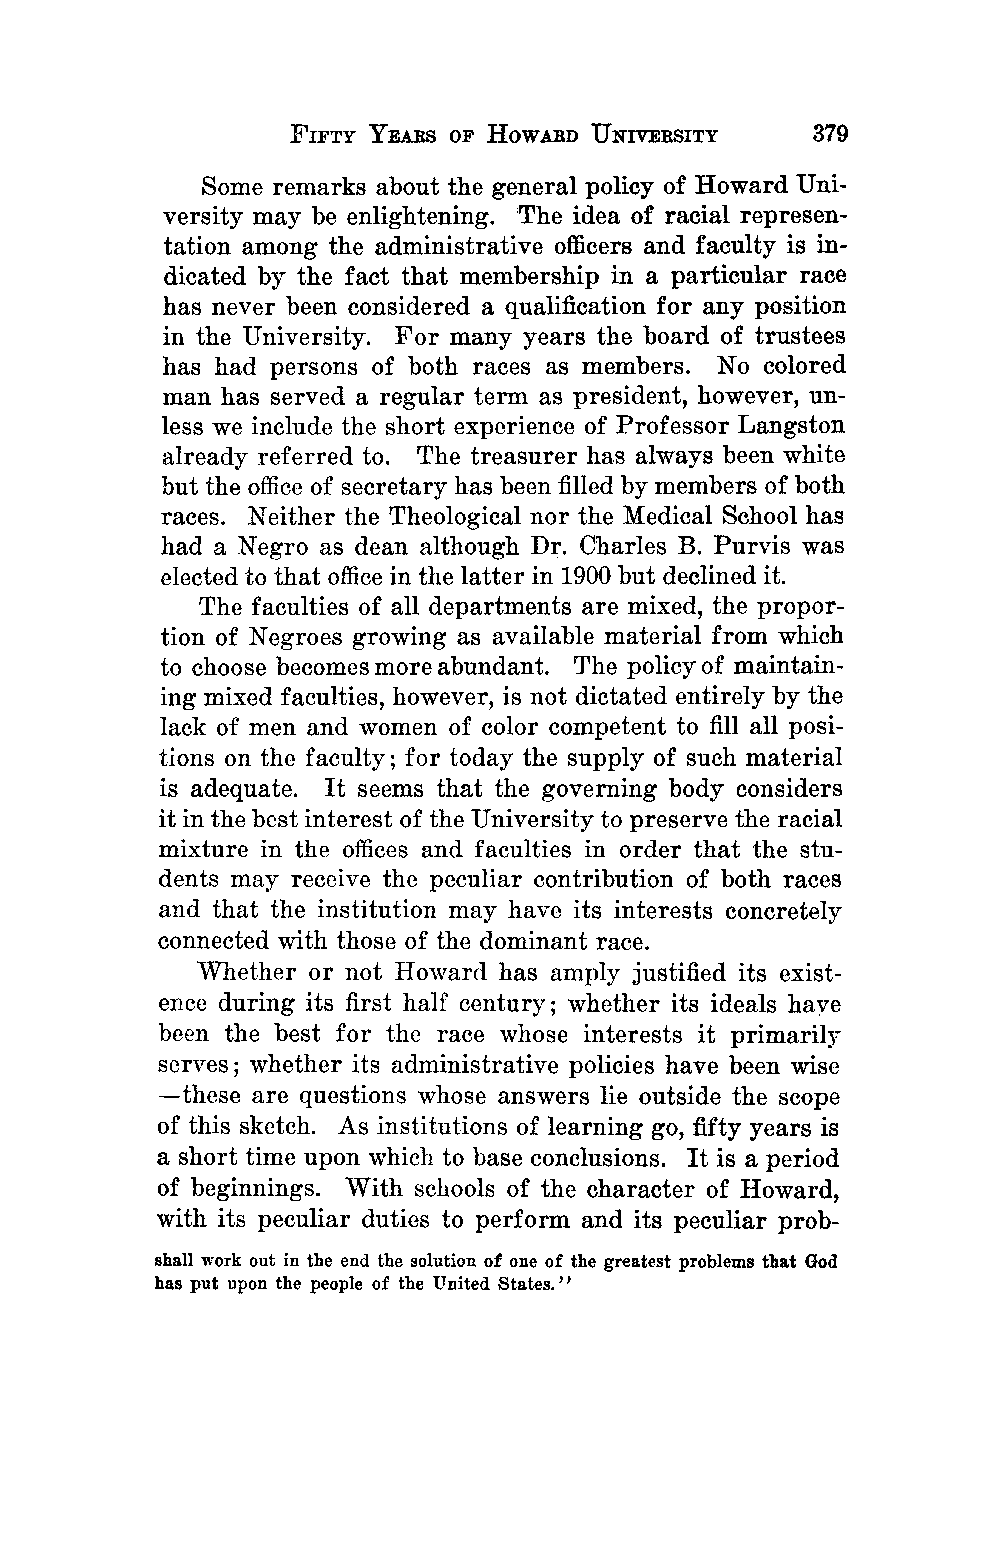 FIFTY YEARS OF HOWARD UNIVERSITY 379
Some remarks about the general policy of Howard Uni-
versity may be enlightening. The idea of racial represen-
tation among the administrative officers and faculty is in-
dicated by the fact that membership in a particular race
has never been considered a qualification for any position
in the University. For many years the board of trustees
has had persons of both races as members. No colored
man has served a regular term as president, however, un-
less we include the short experience of Professor Langston
already referred to. The treasurer has always been white
but the office of secretary has been filled by members of both
races. Neither the Theological nor the Medical School has
had a Negro as dean although Dr. Charles B. Purvis was
elected to that office in the latter in 1900 but declined it.
The faculties of all departments are mixed, the propor-
tion of Negroes growing as available material from which
to choose becomes more abundant. The policy of maintain-
ing mixed faculties, however, is not dictated entirely by the
lack of men and women of color competent to fill all posi-
tions on the faculty; for today the supply of such material
is adequate. It seems that the governing body considers
it in the best interest of the University to preserve the racial
mixture in the offices and faculties in order that the stu-
dents may receive the peculiar contribution of both races
and that the institution may have its interests concretely
connected with those of the dominant race.
Whether or not Howard has amply justified its exist-
ence during its first half century; whether its ideals have
been the best for the race whose interests it primarily
serves; whether its administrative policies have been wise
—these are questions whose answers lie outside the scope
of this sketch. As institutions of learning go, fifty years is
a short time upon which to base conclusions. It is a period
of beginnings. With schools of the character of Howard,
with its peculiar duties to perform and its peculiar prob-
shall work out in the end the solution of one of the greatest problems that God
has put upon the people of the United States.''